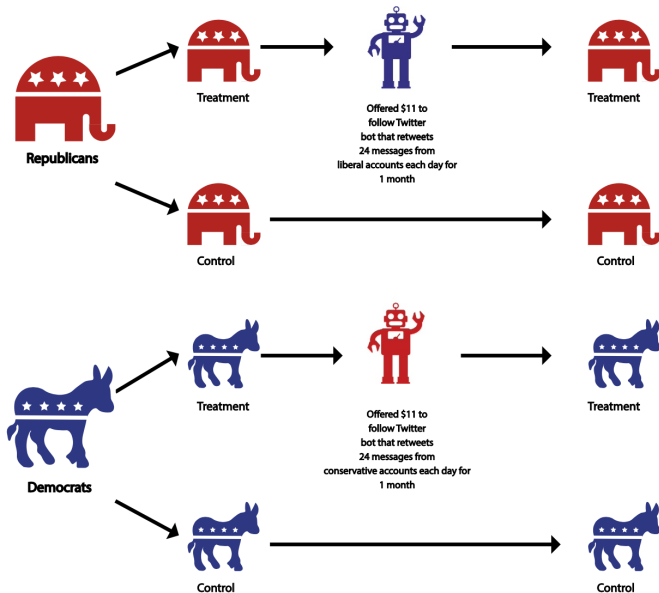 Treatment
Treatment
Offered $11 to
follow Twitter
bot that retweets
24 messages from
liberal accounts each day for
1 month
Republicans
Control
Control
Treatment
Treatment
Offered $11 to
follow Twitter
bot that retweets
24 messages from
conservative accounts each day for
1 month
Democrats
Control
Control